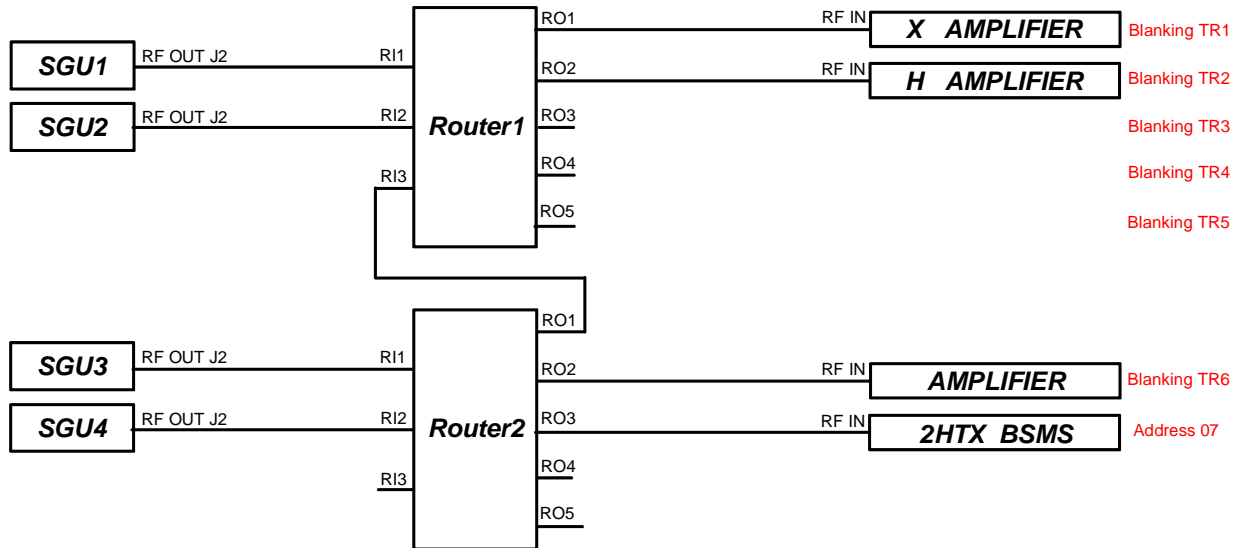 RO1 RF IN X AMPLIFIER Blanking TR1
SGU1 RF OUT J2 RI1 RO2 RF IN H AMPLIFIER Blanking TR2
SGU2 RF OUT J2 RI2 Router1 RO3 Blanking TR3
RI3 RO4 Blanking TR4
RO5 Blanking TR5
RO1
SGU3 RF OUT J2 RI1 RO2 RF IN AMPLIFIER Blanking TR6
SGU4 RF OUT J2 RI2 Router2 RO3 RF IN 2HTX BSMS Address 07
RI3 RO4
RO5